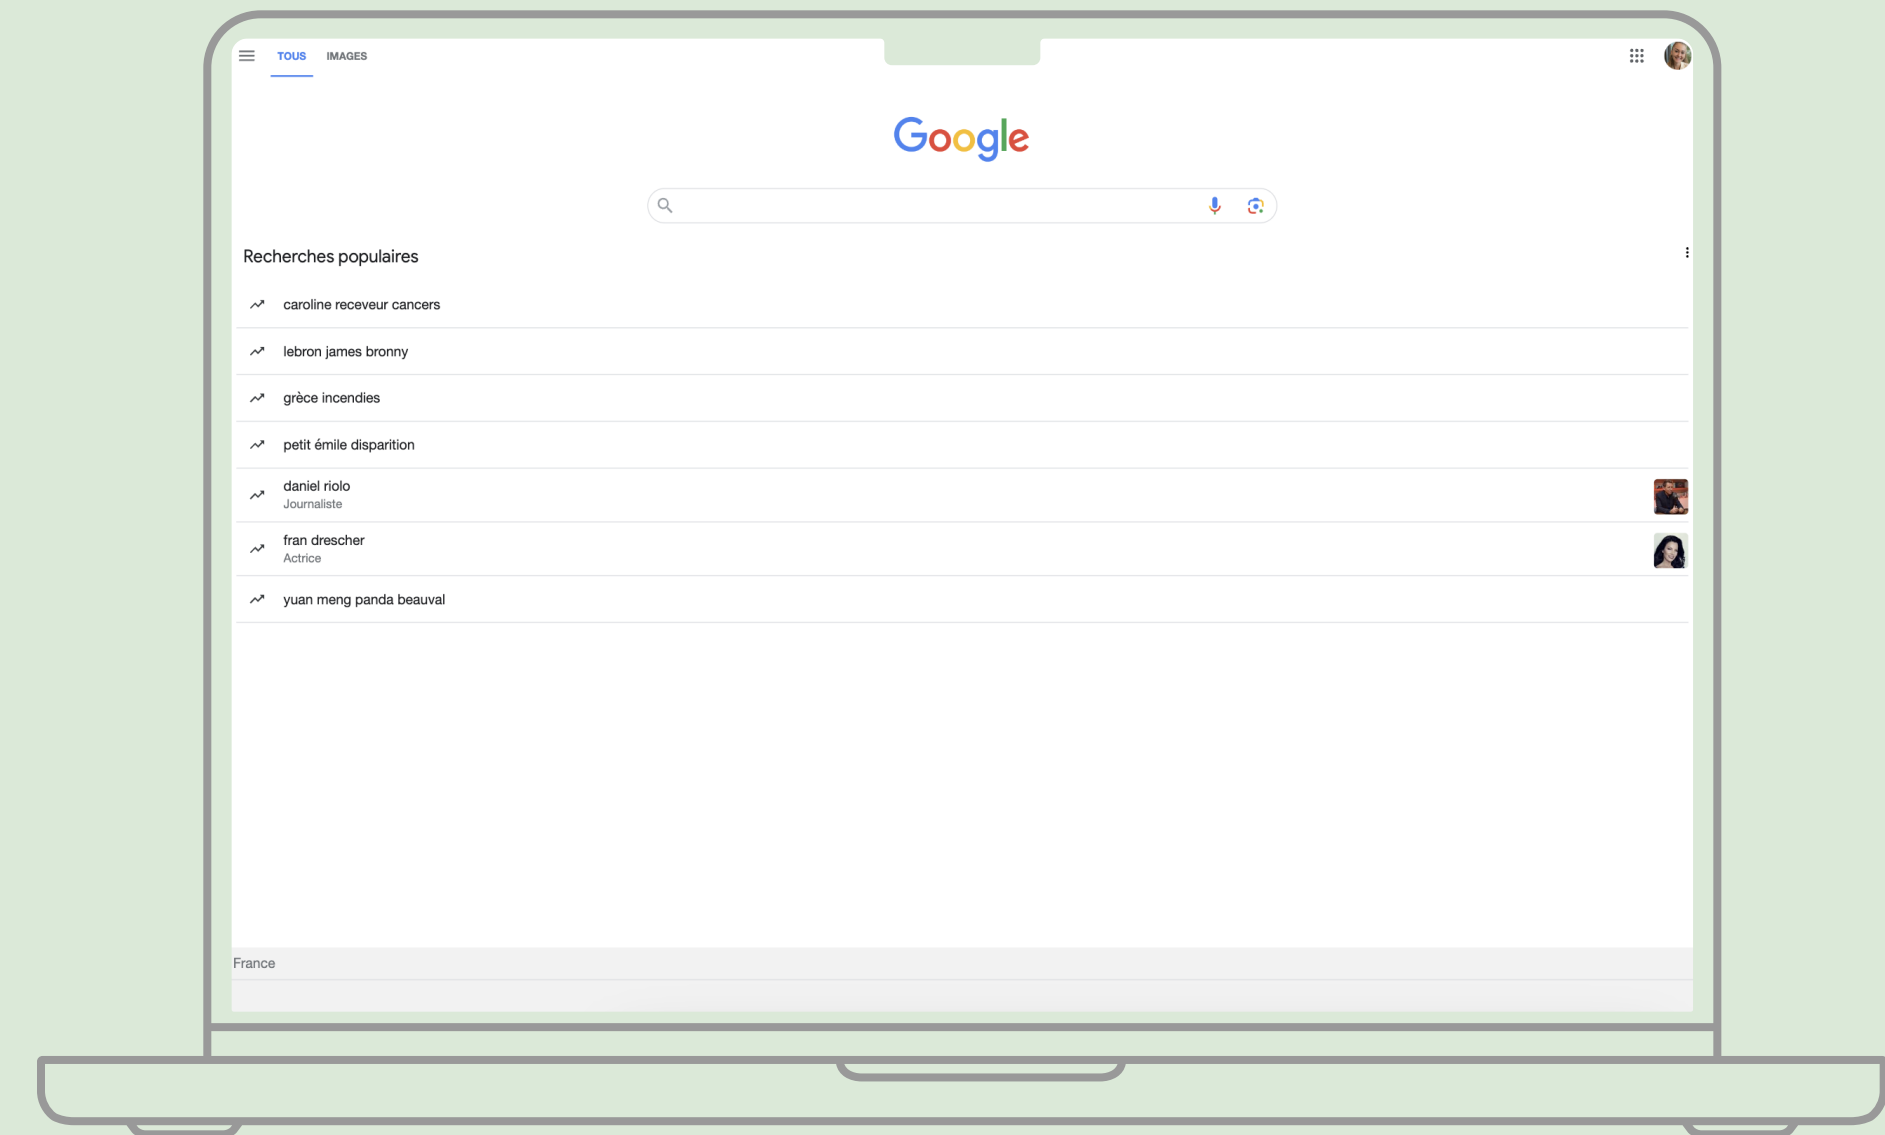 TOUS IMAGES
Google
Recherches populaires
caroline receveur cancers
lebron james bronny
grèce incendies
petit émile disparition
daniel riolo
Journaliste
fran drescher
Actrice
yuan meng panda beauval
France